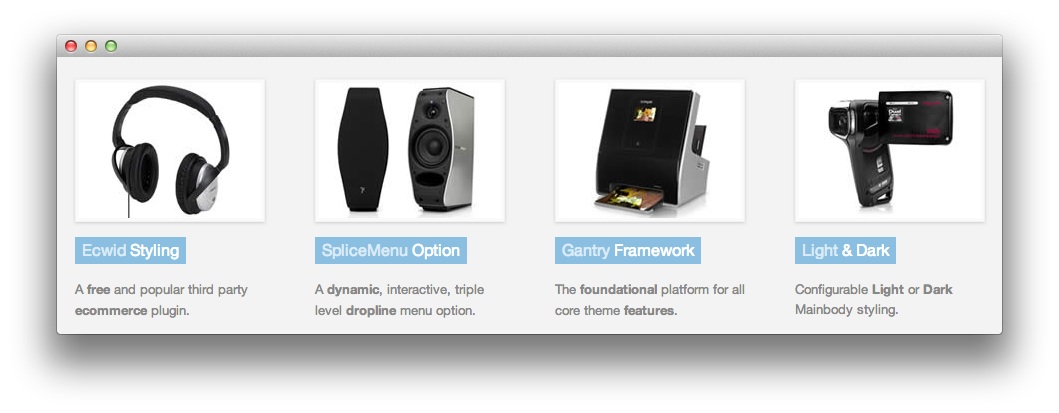 Ecwid Styling
A free and popular third party
ecommerce plugin.
SpliceMenu Option
A dynamic, interactive, triple
level dropline menu option.
Gantry Framework
The foundational platform for all
core theme features.
Light & Dark
Configurable Light or Dark
Mainbody styling.